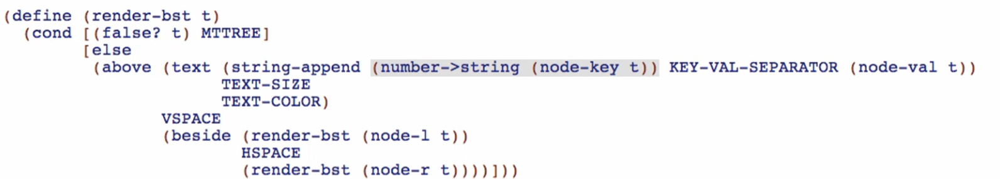 (define (render-bst t)
  (cond [(false? t) MTTREE]
        [else
         (above (text (string-append (number->string (node-key t)) KEY-VAL-SEPARATOR (node-val t))
                      TEXT-SIZE
                      TEXT-COLOR)
                VSPACE
                (beside (render-bst (node-l t))
                        HSPACE
                        (render-bst (node-r t))))]))